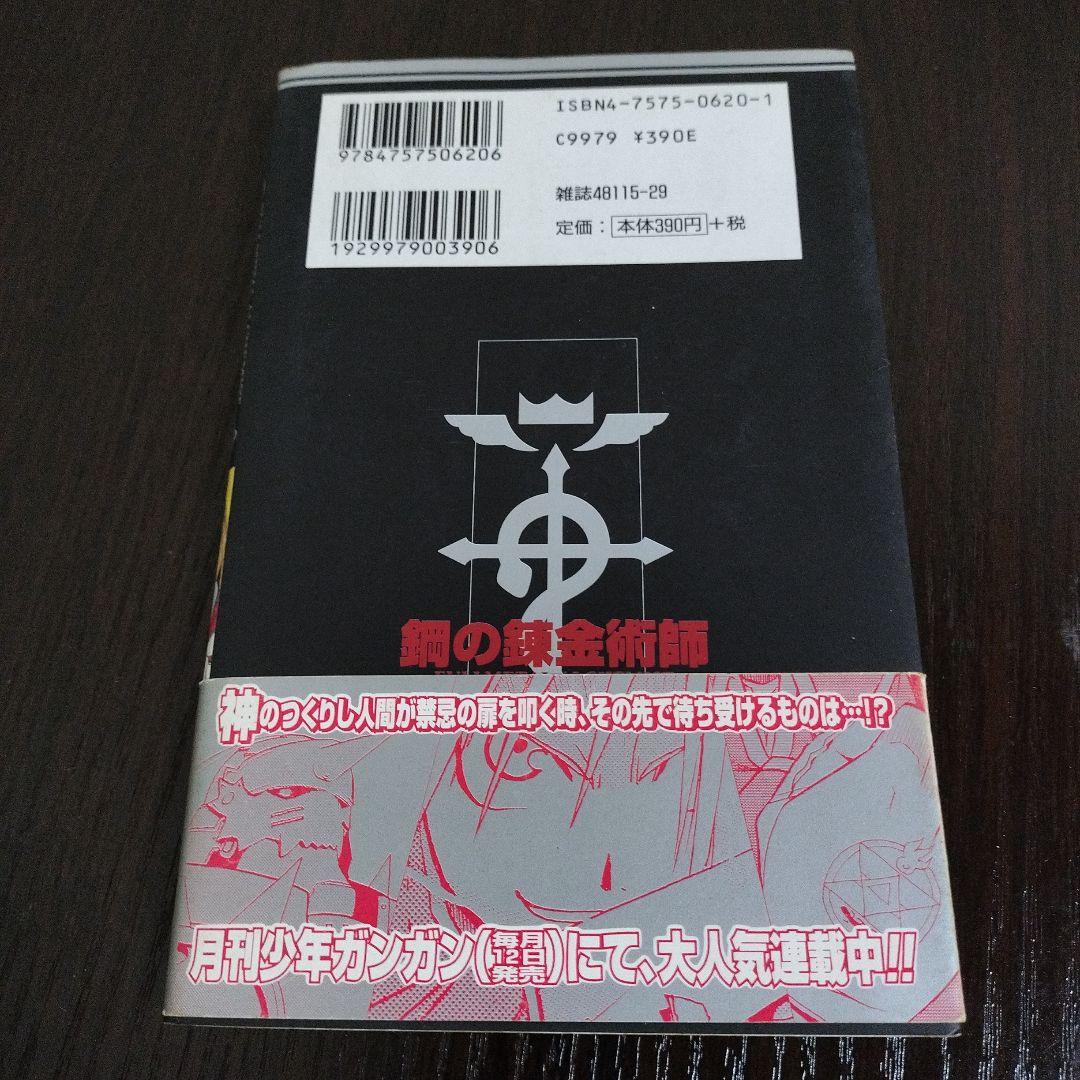 ISBN4-7575-0620-1
C9979 ¥390E
9784757506206
雑誌48115-29
定価：本体390円+税
1929979003906
鋼の錬金術師
神のつくりし人間が禁忌の扉を叩く時、その先で待ち受けるものは…!?
月刊少年ガンガン(毎月12日発売)にて、大人気連載中!!